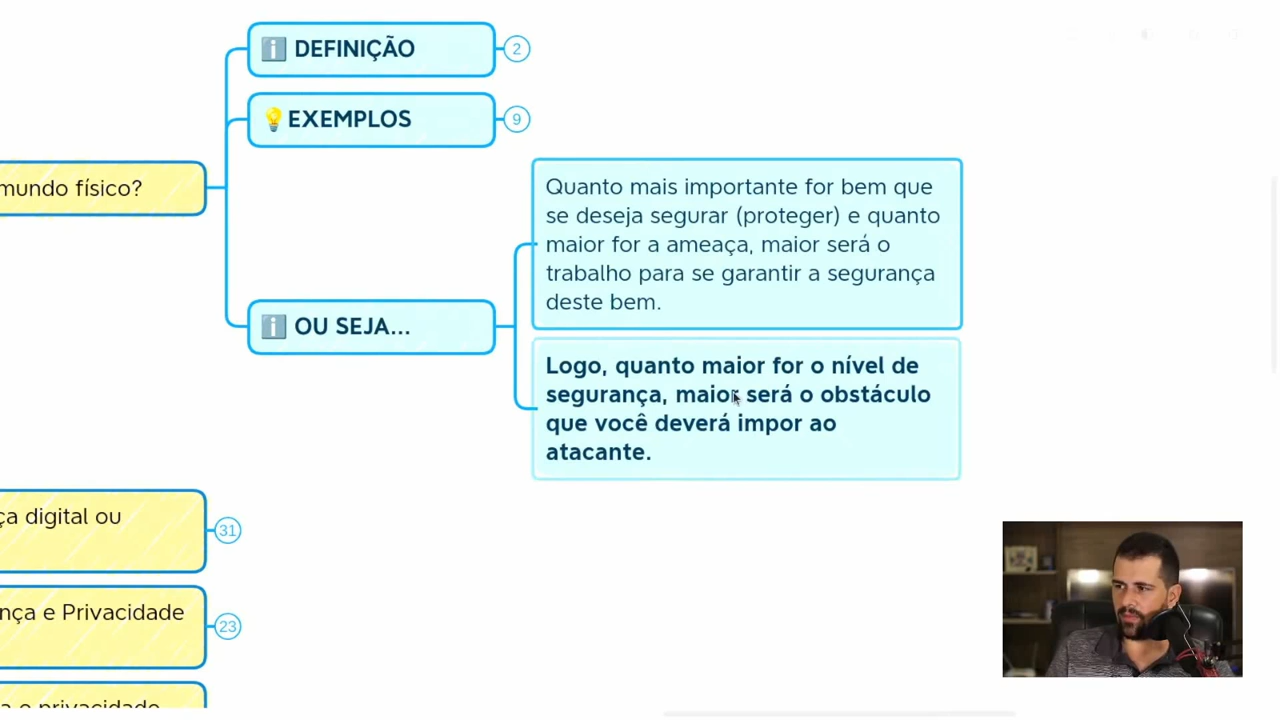 DEFINIÇÃO
2
EXEMPLOS
9
mundo físico?
Quanto mais importante for bem que
se deseja segurar (proteger) e quanto
maior for a ameaça, maior será o
trabalho para se garantir a segurança
deste bem.
OU SEJA...
Logo, quanto maior for o nível de
segurança, maior será o obstáculo
que você deverá impor ao
atacante.
ça digital ou
31
nça e Privacidade
23
a e privacidade